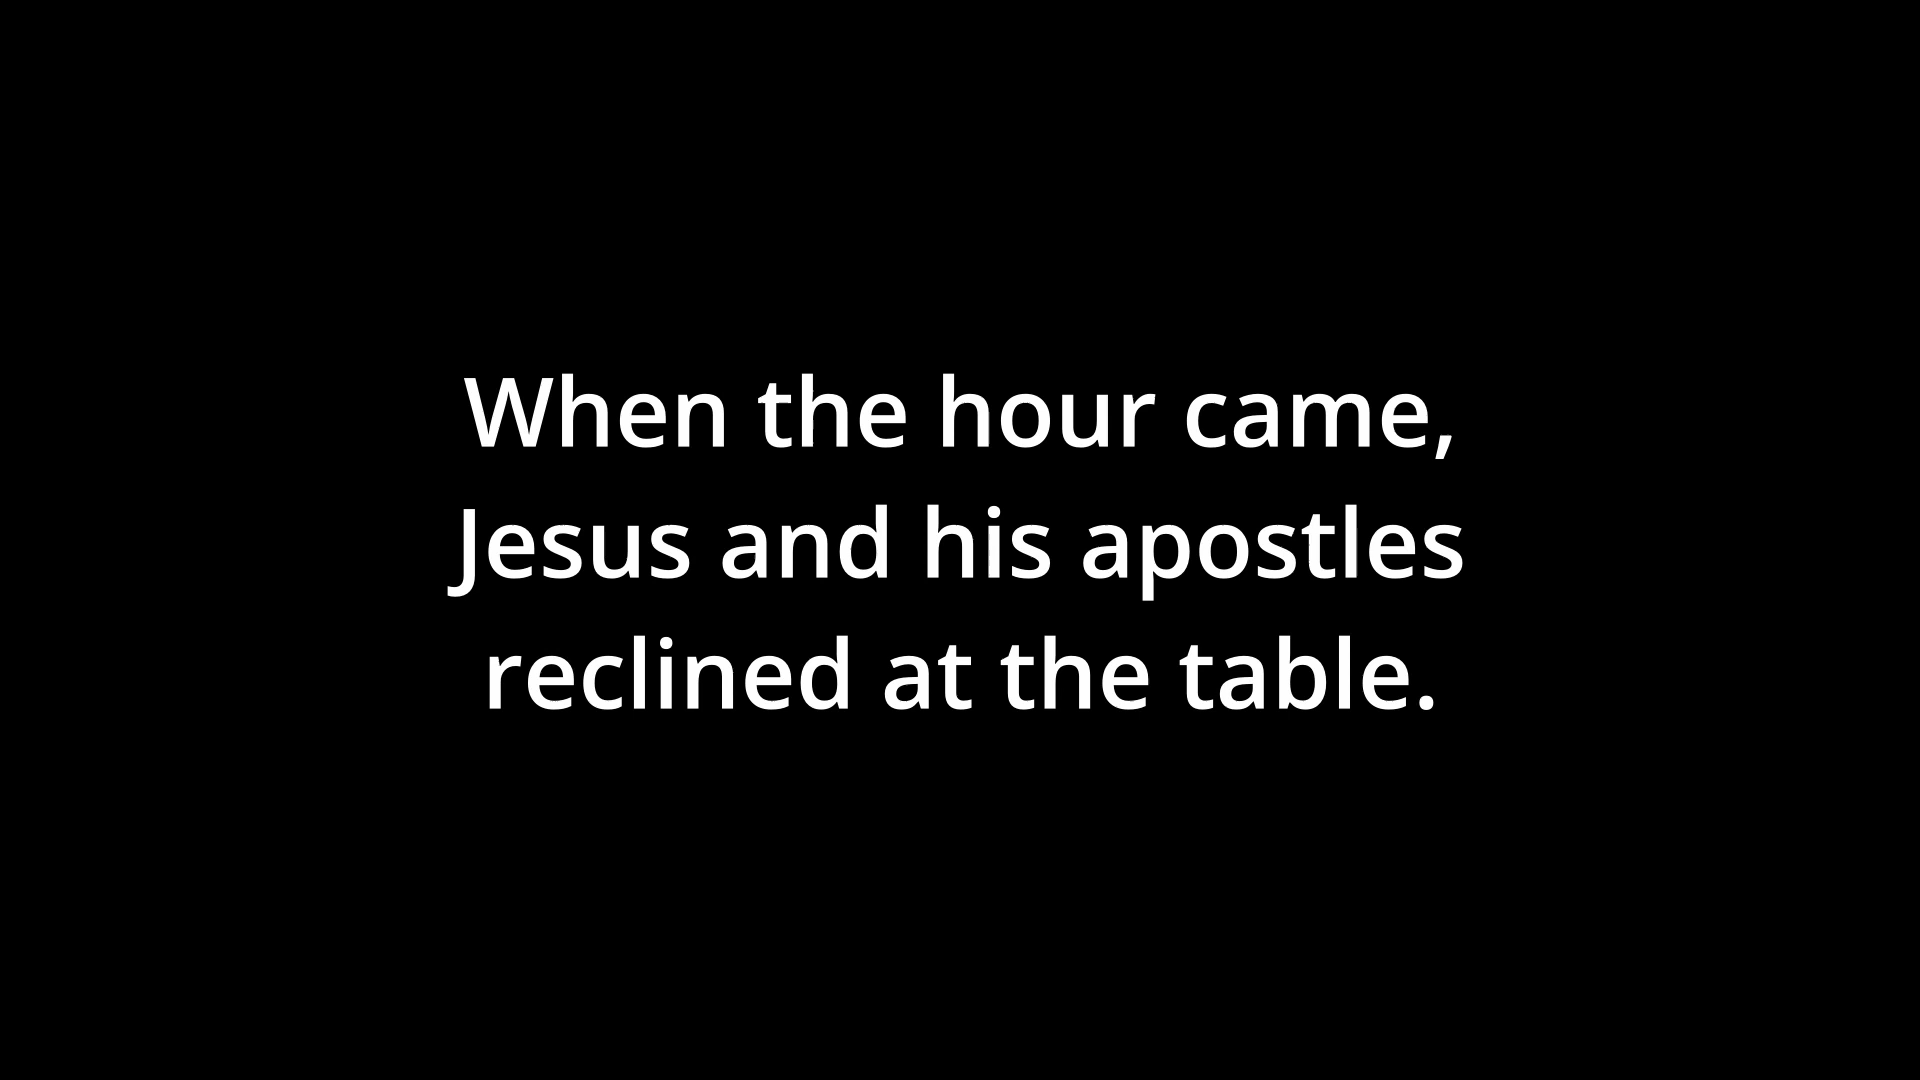 When the hour came,
Jesus and his apostles
reclined at the table.